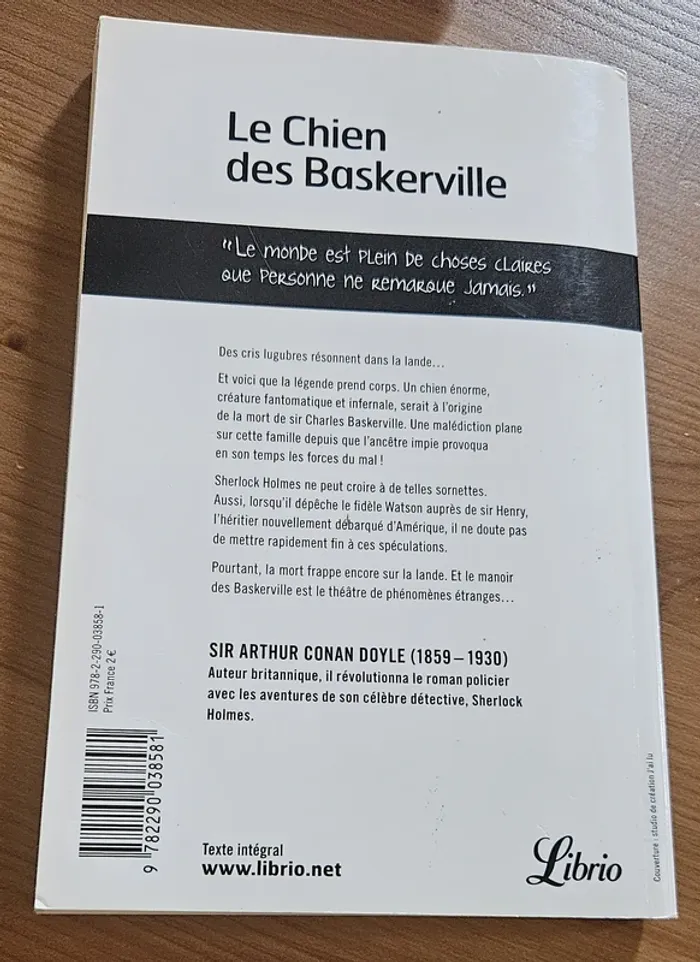 Le Chien
des Baskerville
"Le monde est plein de choses claires
que personne ne remarque jamais."
Des cris lugubres résonnent dans la lande...
Et voici que la légende prend corps. Un chien énorme,
créature fantomatique et infernale, serait à l'origine
de la mort de sir Charles Baskerville. Une malédiction plane
sur cette famille depuis que l'ancêtre impie provoqua
en son temps les forces du mal !
Sherlock Holmes ne peut croire à de telles sornettes.
Aussi, lorsqu'il dépêche le fidèle Watson auprès de sir Henry,
l'héritier nouvellement débarqué d'Amérique, il ne doute pas
de mettre rapidement fin à ces spéculations.
Pourtant, la mort frappe encore sur la lande. Et le manoir
des Baskerville est le théâtre de phénomènes étranges...
SIR ARTHUR CONAN DOYLE (1859 – 1930)
Auteur britannique, il révolutionna le roman policier
avec les aventures de son célèbre détective, Sherlock
Holmes.
ISBN 978-2-290-03858-1
Prix France 2 €
9 782290 038581
Texte intégral
www.librio.net
Librio
Couverture : studio de création J'ai lu